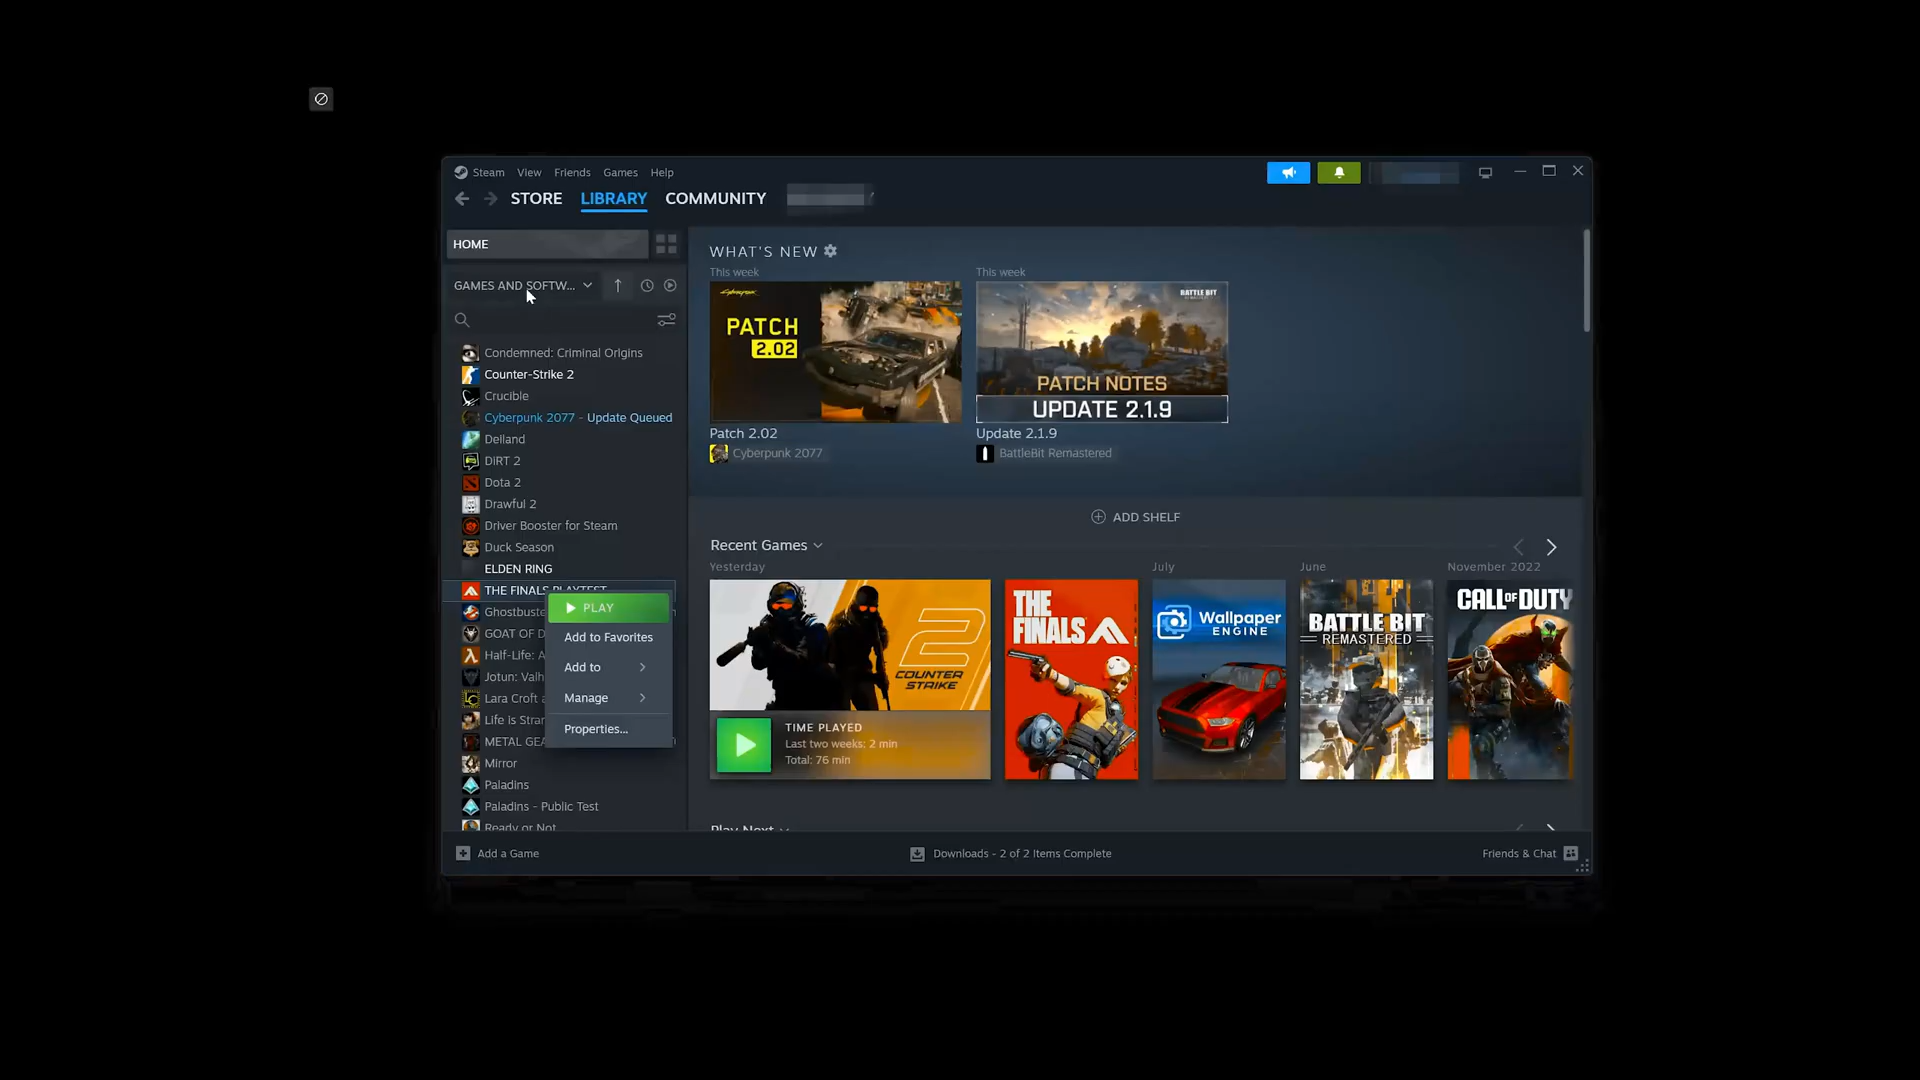 Steam View Friends Games Help
STORE LIBRARY COMMUNITY
HOME
GAMES AND SOFTW...
Condemned: Criminal Origins
Counter-Strike 2
Crucible
Cyberpunk 2077 - Update Queued
Deiland
DiRT 2
Dota 2
Drawful 2
Driver Booster for Steam
Duck Season
ELDEN RING
THE FINALS PLAYTEST
Ghostbuste
GOAT OF D
Half-Life: A
Jotun: Valh
Lara Croft a
Life Is Stran
METAL GEA
Mirror
Paladins
Paladins - Public Test
Ready or Not
PLAY
Add to Favorites
Add to
Manage
Properties...
WHAT'S NEW
This week
PATCH
2.02
Patch 2.02
Cyberpunk 2077
This week
BATTLE BIT
PATCH NOTES
UPDATE 2.1.9
Update 2.1.9
BattleBit Remastered
ADD SHELF
Recent Games
Yesterday
2
COUNTER
STRIKE
TIME PLAYED
Last two weeks: 2 min
Total: 76 min
THE
FINALS
July
Wallpaper
ENGINE
June
BATTLE BIT
REMASTERED
November 2022
CALL OF DUTY
Play Next
Add a Game
Downloads - 2 of 2 Items Complete
Friends & Chat